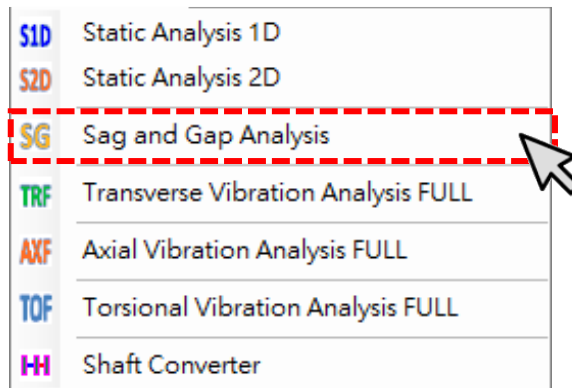 S1D Static Analysis 1D
S2D Static Analysis 2D
SG Sag and Gap Analysis
TRF Transverse Vibration Analysis FULL
AXF Axial Vibration Analysis FULL
TOF Torsional Vibration Analysis FULL
HH Shaft Converter